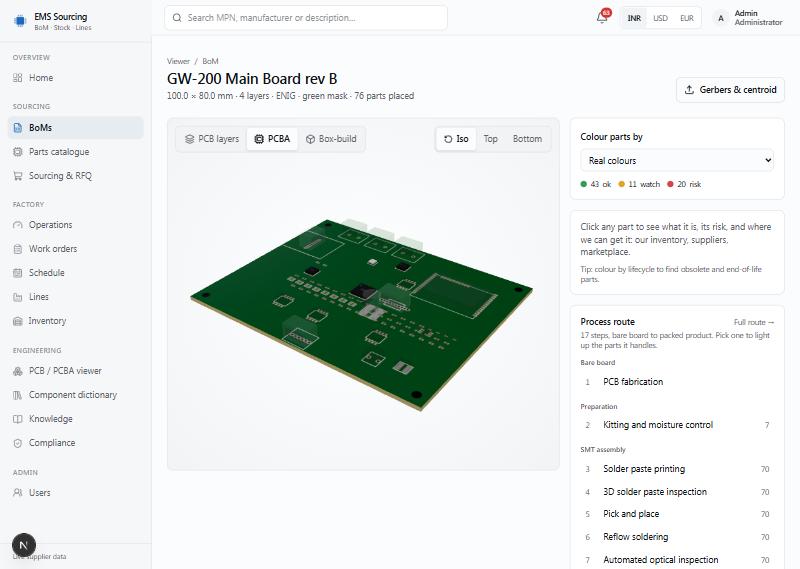 EMS Sourcing
BoM · Stock · Lines
Search MPN, manufacturer or description...
63
INR
USD
EUR
A
Admin
Administrator
OVERVIEW
Home
SOURCING
BoMs
Parts catalogue
Sourcing & RFQ
FACTORY
Operations
Work orders
Schedule
Lines
Inventory
ENGINEERING
PCB / PCBA viewer
Component dictionary
Knowledge
Compliance
ADMIN
Users
N
supplier data
Viewer / BoM
GW-200 Main Board rev B
100.0 × 80.0 mm · 4 layers · ENIG · green mask · 76 parts placed
Gerbers & centroid
PCB layers
PCBA
Box-build
Iso
Top
Bottom
Colour parts by
Real colours
43 ok
11 watch
20 risk
Click any part to see what it is, its risk, and where
we can get it: our inventory, suppliers,
marketplace.
Tip: colour by lifecycle to find obsolete and end-of-life
parts.
Process route
Full route →
17 steps, bare board to packed product. Pick one to light
up the parts it handles.
Bare board
1 PCB fabrication
Preparation
2 Kitting and moisture control 7
SMT assembly
3 Solder paste printing 70
4 3D solder paste inspection 70
5 Pick and place 70
6 Reflow soldering 70
7 Automated optical inspection 70